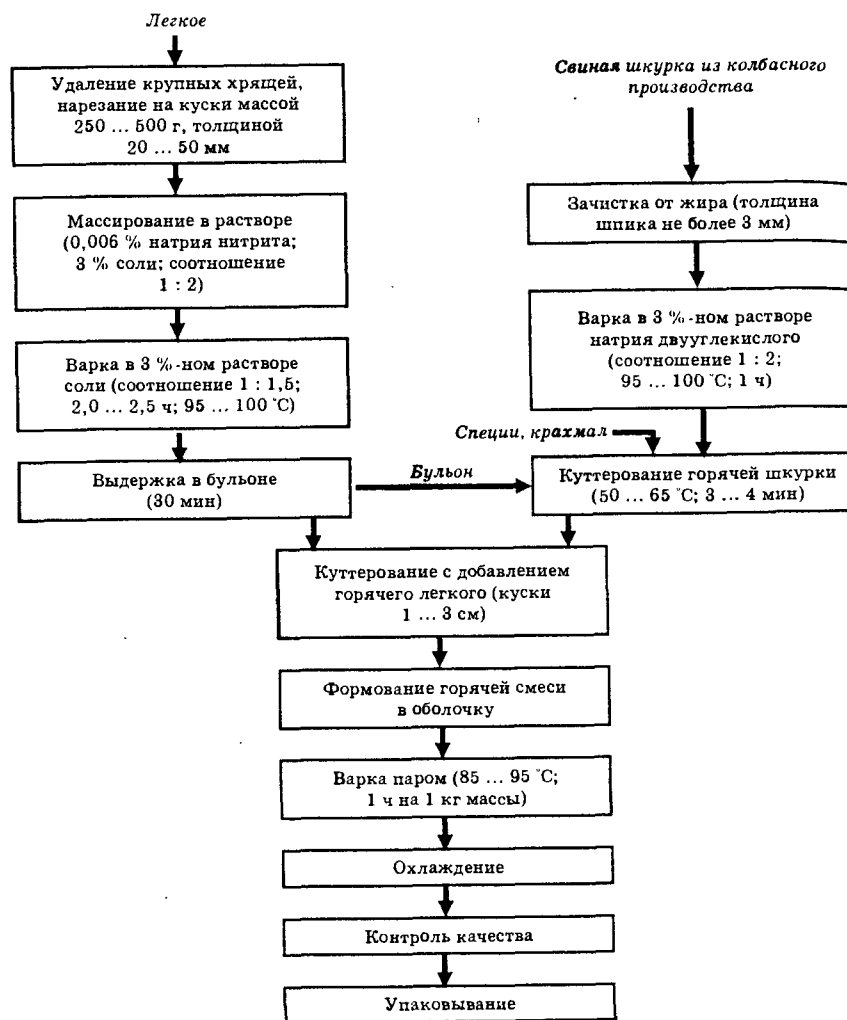 Легкое
Удаление крупных хрящей,
нарезание на куски массой
250 ... 500 г, толщиной
20 ... 50 мм
Массирование в растворе
(0,006 % натрия нитрита;
3 % соли; соотношение
1 : 2)
Варка в 3 %-ном растворе
соли (соотношение 1 : 1,5;
2,0 ... 2,5 ч; 95 ... 100 °С)
Выдержка в бульоне
(30 мин)
Бульон
Свиная шкурка из колбасного
производства
Зачистка от жира (толщина
шпика не более 3 мм)
Варка в 3 %-ном растворе
натрия двууглекислого
(соотношение 1 : 2;
95 ... 100 °С; 1 ч)
Специи, крахмал
Куттерование горячей шкурки
(50 ... 65 °С; 3 ... 4 мин)
Куттерование с добавлением
горячего легкого (куски
1 ... 3 см)
Формование горячей смеси
в оболочку
Варка паром (85 ... 95 °С;
1 ч на 1 кг массы)
Охлаждение
Контроль качества
Упаковывание